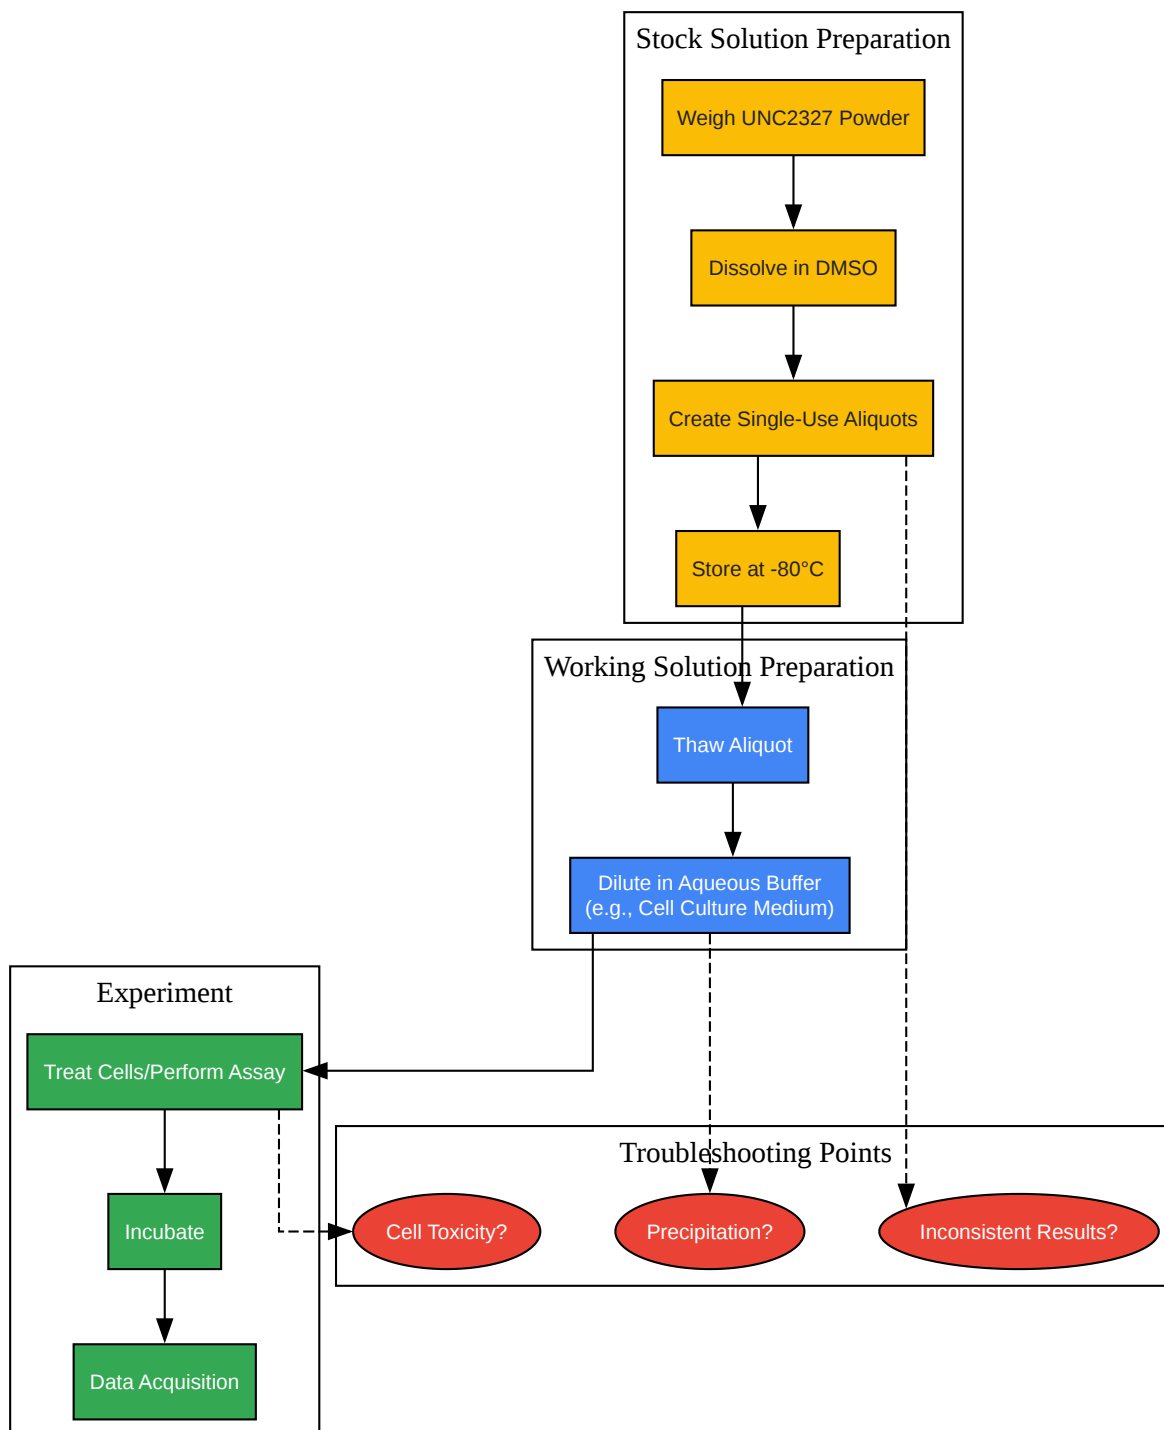 Stock Solution Preparation
Weigh UNC2327 Powder
Dissolve in DMSO
Create Single-Use Aliquots
Store at -80°C
Working Solution Preparation
Thaw Aliquot
Dilute in Aqueous Buffer
(e.g., Cell Culture Medium)
Experiment
Treat Cells/Perform Assay
Incubate
Data Acquisition
Troubleshooting Points
Cell Toxicity?
Precipitation?
Inconsistent Results?